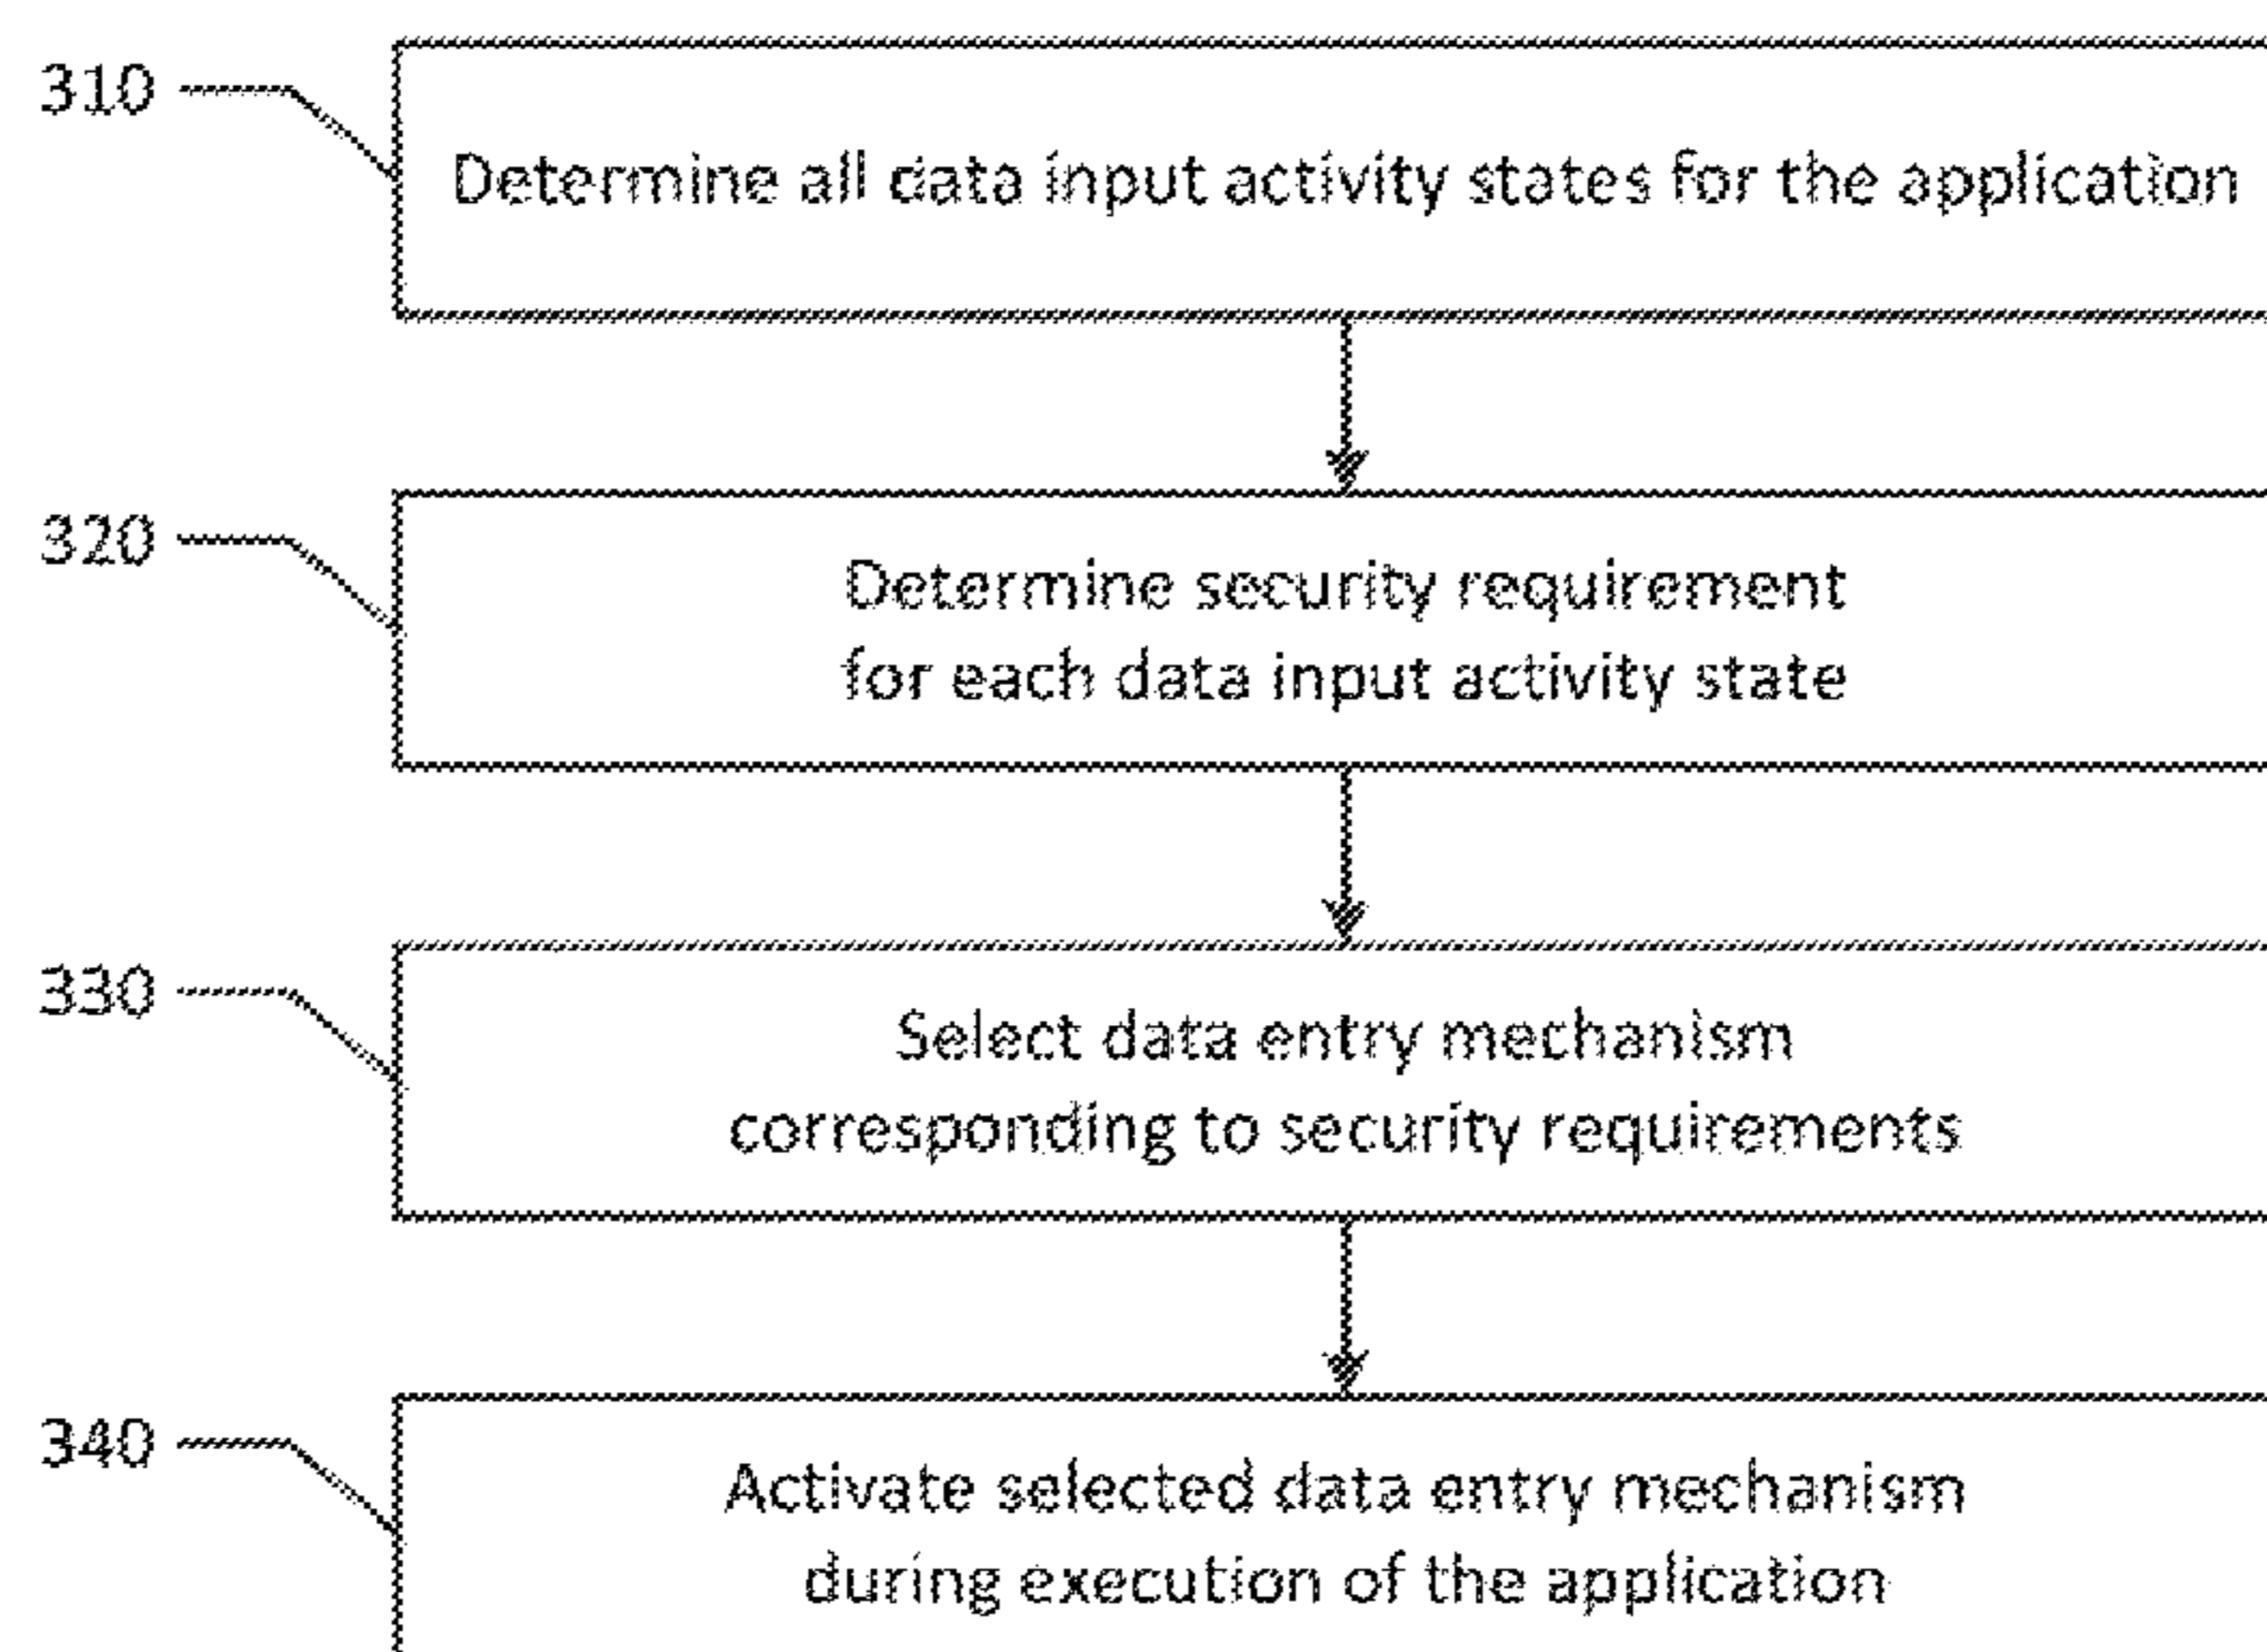 310
Determine all data input activity states for the application
320
Determine security requirement
for each data input activity state
330
Select data entry mechanism
corresponding to security requirements
340
Activate selected data entry mechanism
during execution of the application